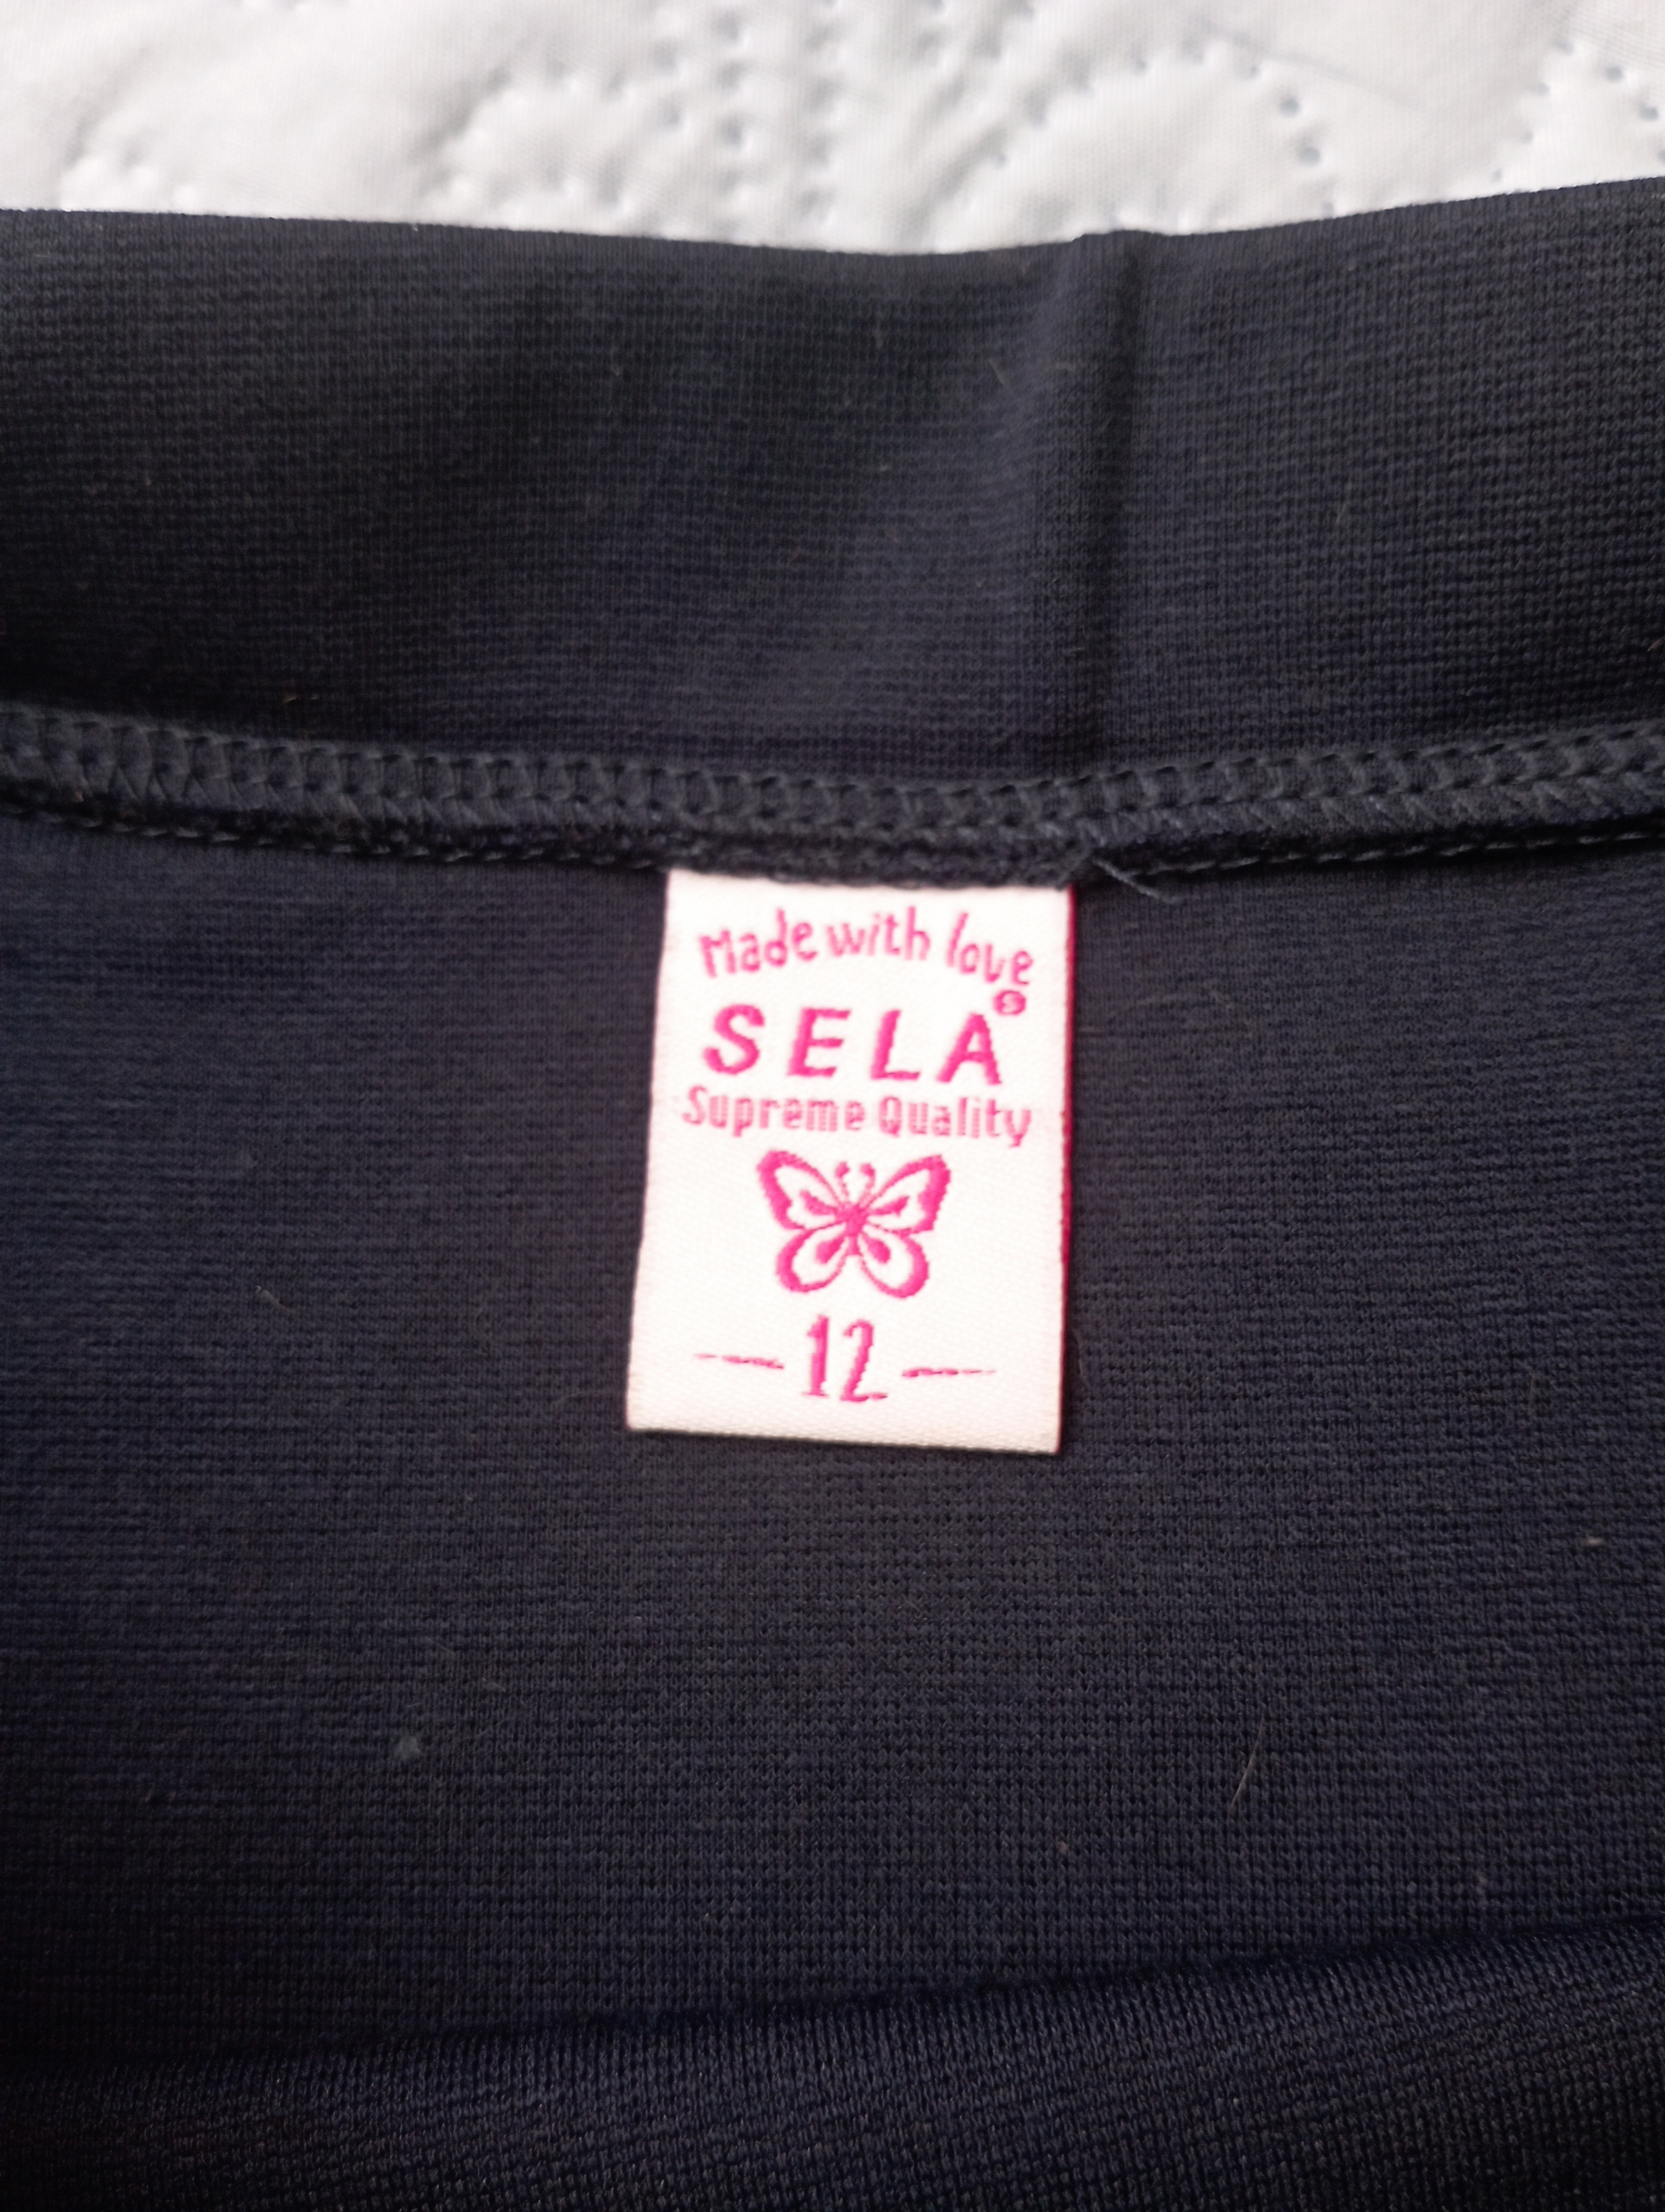 Made with love
SELA
Supreme Quality
— 12 —